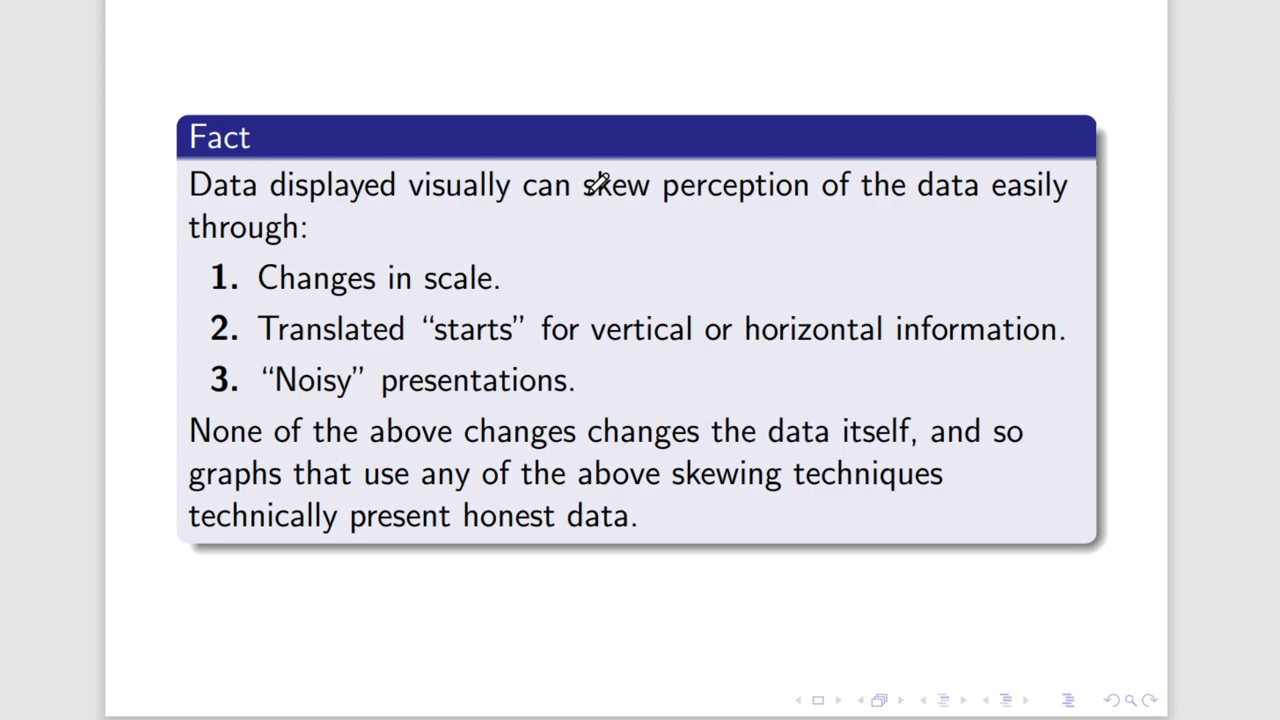 Fact
Data displayed visually can skew perception of the data easily
through:
1. Changes in scale.
2. Translated “starts” for vertical or horizontal information.
3. “Noisy” presentations.
None of the above changes changes the data itself, and so
graphs that use any of the above skewing techniques
technically present honest data.